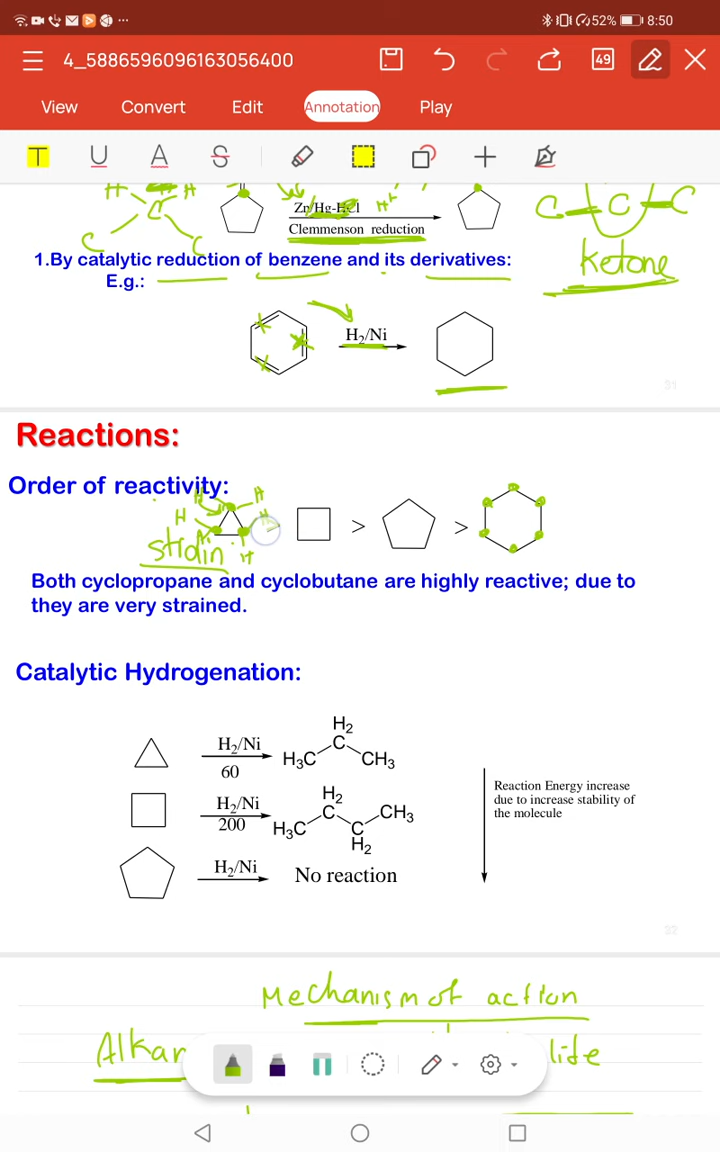 52% 8:50
4_5886596096163056400
49
View Convert Edit Annotation Play
T U A S
H H
C
C C
Zn/Hg-HCl
Clemmenson reduction
C C C
1.By catalytic reduction of benzene and its derivatives:
ketone
E.g.:
H2/Ni
31
Reactions:
Order of reactivity:
H H H
H H
> >
strain
Both cyclopropane and cyclobutane are highly reactive; due to
they are very strained.
Catalytic Hydrogenation:
H2/Ni
60
H2
C
H3C CH3
H2/Ni
200
H2
C CH3
H3C C
H2
Reaction Energy increase
due to increase stability of
the molecule
H2/Ni No reaction
32
Mechanism of action
Alkan